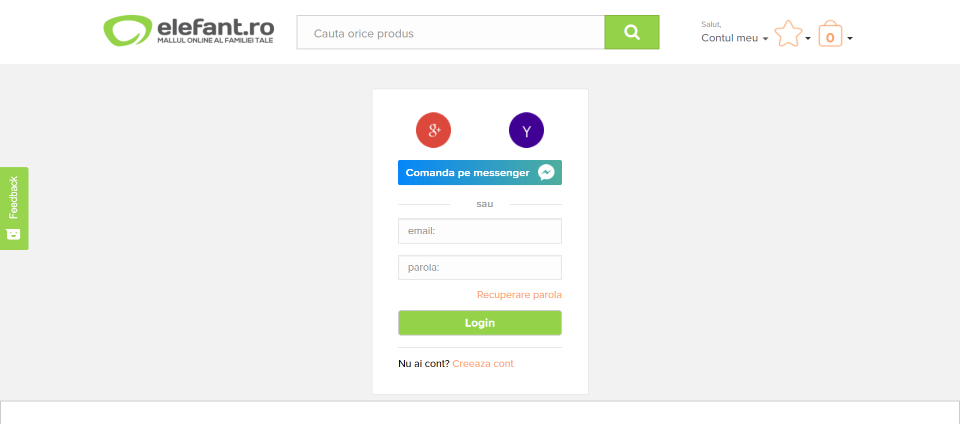 elefant.ro
MALLUL ONLINE AL FAMILIEI TALE
Cauta orice produs
Salut,
Contul meu
0
g+
Y
Comanda pe messenger
sau
email:
parola:
Recuperare parola
Login
Nu ai cont? Creeaza cont
Feedback